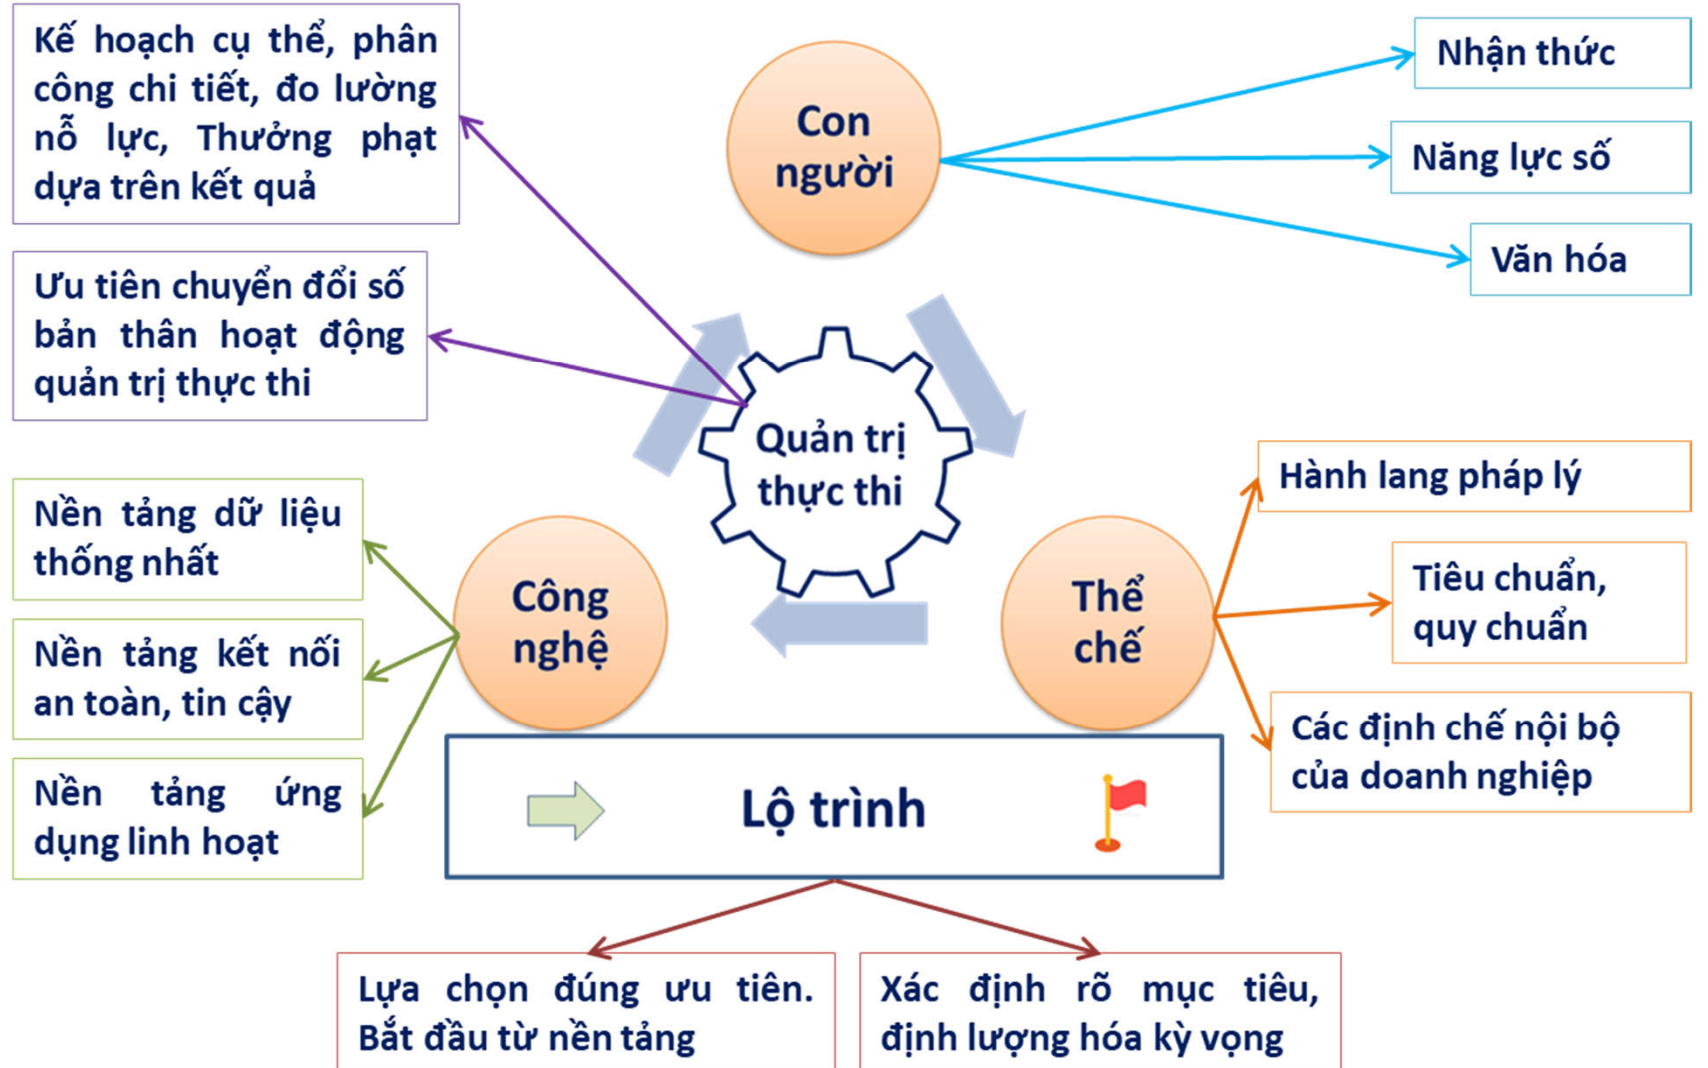 Kế hoạch cụ thể, phân
công chi tiết, đo lường
nỗ lực, Thưởng phạt
dựa trên kết quả
Ưu tiên chuyển đổi số
bản thân hoạt động
quản trị thực thi
Con
người
Nhận thức
Năng lực số
Văn hóa
Quản trị
thực thi
Nền tảng dữ liệu
thống nhất
Nền tảng kết nối
an toàn, tin cậy
Nền tảng ứng
dụng linh hoạt
Công
nghệ
Thể
chế
Hành lang pháp lý
Tiêu chuẩn,
quy chuẩn
Các định chế nội bộ
của doanh nghiệp
Lộ trình
Lựa chọn đúng ưu tiên.
Bắt đầu từ nền tảng
Xác định rõ mục tiêu,
định lượng hóa kỳ vọng